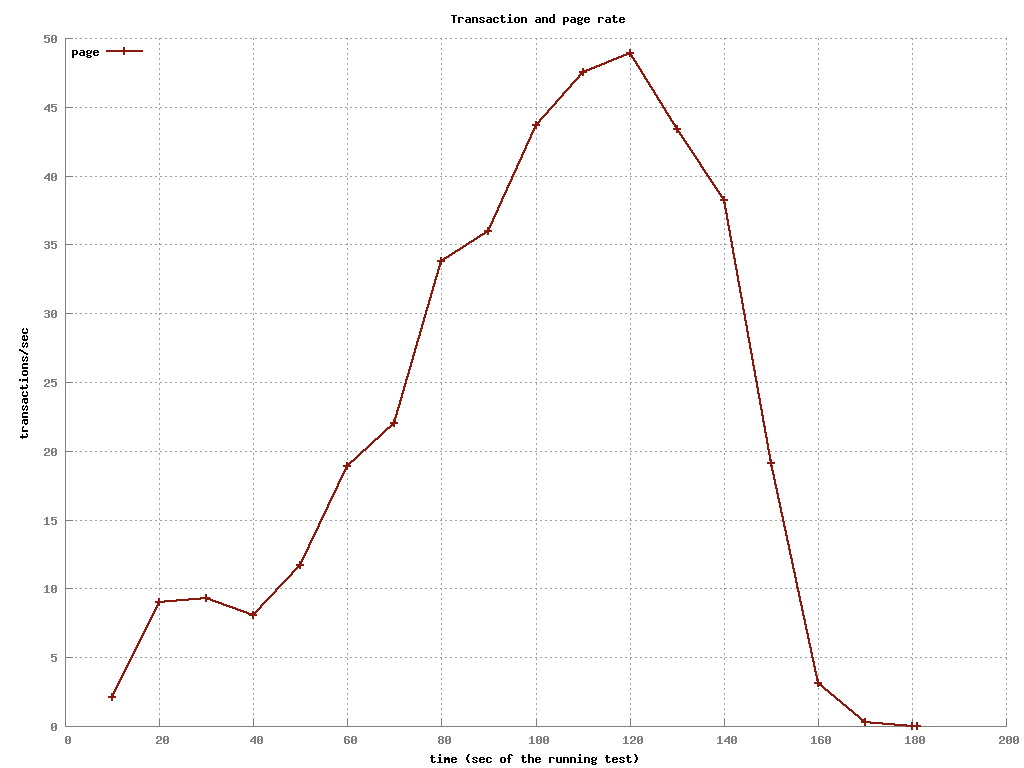 Transaction and page rate
page
50
45
40
35
30
25
20
15
10
5
0
transactions/sec
0 20 40 60 80 100 120 140 160 180 200
time (sec of the running test)